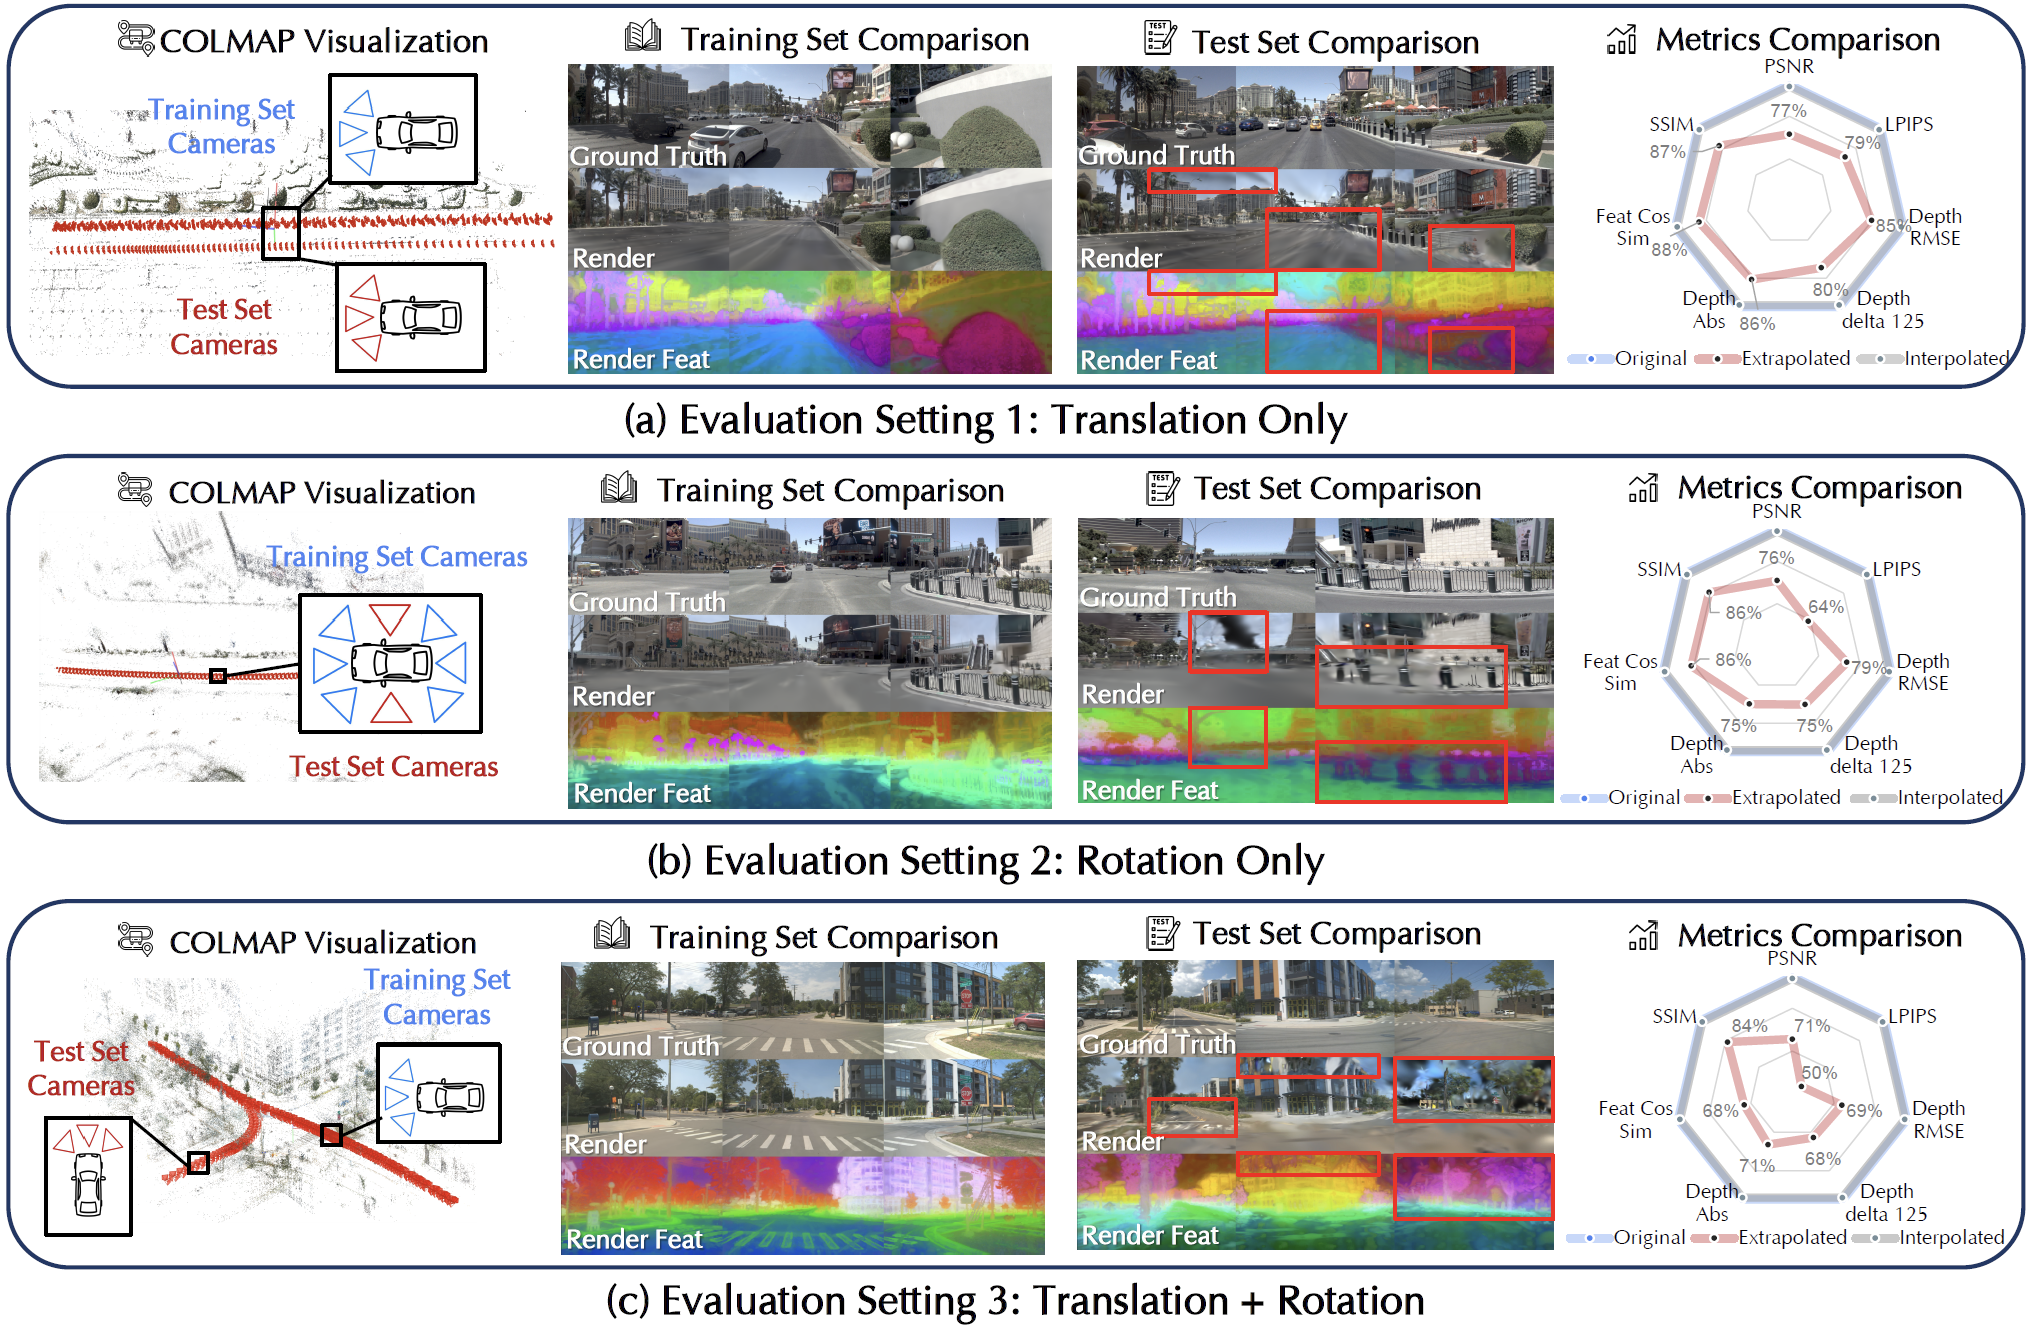 COLMAP Visualization
Training Set Comparison
Test Set Comparison
Metrics Comparison
Training Set
Cameras
Test Set
Cameras
Ground Truth
Render
Render Feat
TEST
Ground Truth
Render
Render Feat
PSNR
77%
SSIM
LPIPS
87%
79%
Feat Cos
Sim
88%
85%
Depth
RMSE
Depth
Abs
86%
80%
Depth
delta 125
Original
Extrapolated
Interpolated
(a) Evaluation Setting 1: Translation Only
COLMAP Visualization
Training Set Comparison
Test Set Comparison
Metrics Comparison
Training Set Cameras
Test Set Cameras
Ground Truth
Render
Render Feat
TEST
Ground Truth
Render
Render Feat
PSNR
76%
SSIM
LPIPS
86%
64%
Feat Cos
Sim
86%
79%
Depth
RMSE
75%
75%
Depth
Abs
Depth
delta 125
Original
Extrapolated
Interpolated
(b) Evaluation Setting 2: Rotation Only
COLMAP Visualization
Training Set Comparison
Test Set Comparison
Metrics Comparison
Training Set
Cameras
Test Set
Cameras
Ground Truth
Render
Render Feat
TEST
Ground Truth
Render
Render Feat
PSNR
SSIM
LPIPS
84%
71%
50%
Feat Cos
Sim
68%
69%
Depth
RMSE
71%
68%
Depth
Abs
Depth
delta 125
Original
Extrapolated
Interpolated
(c) Evaluation Setting 3: Translation + Rotation